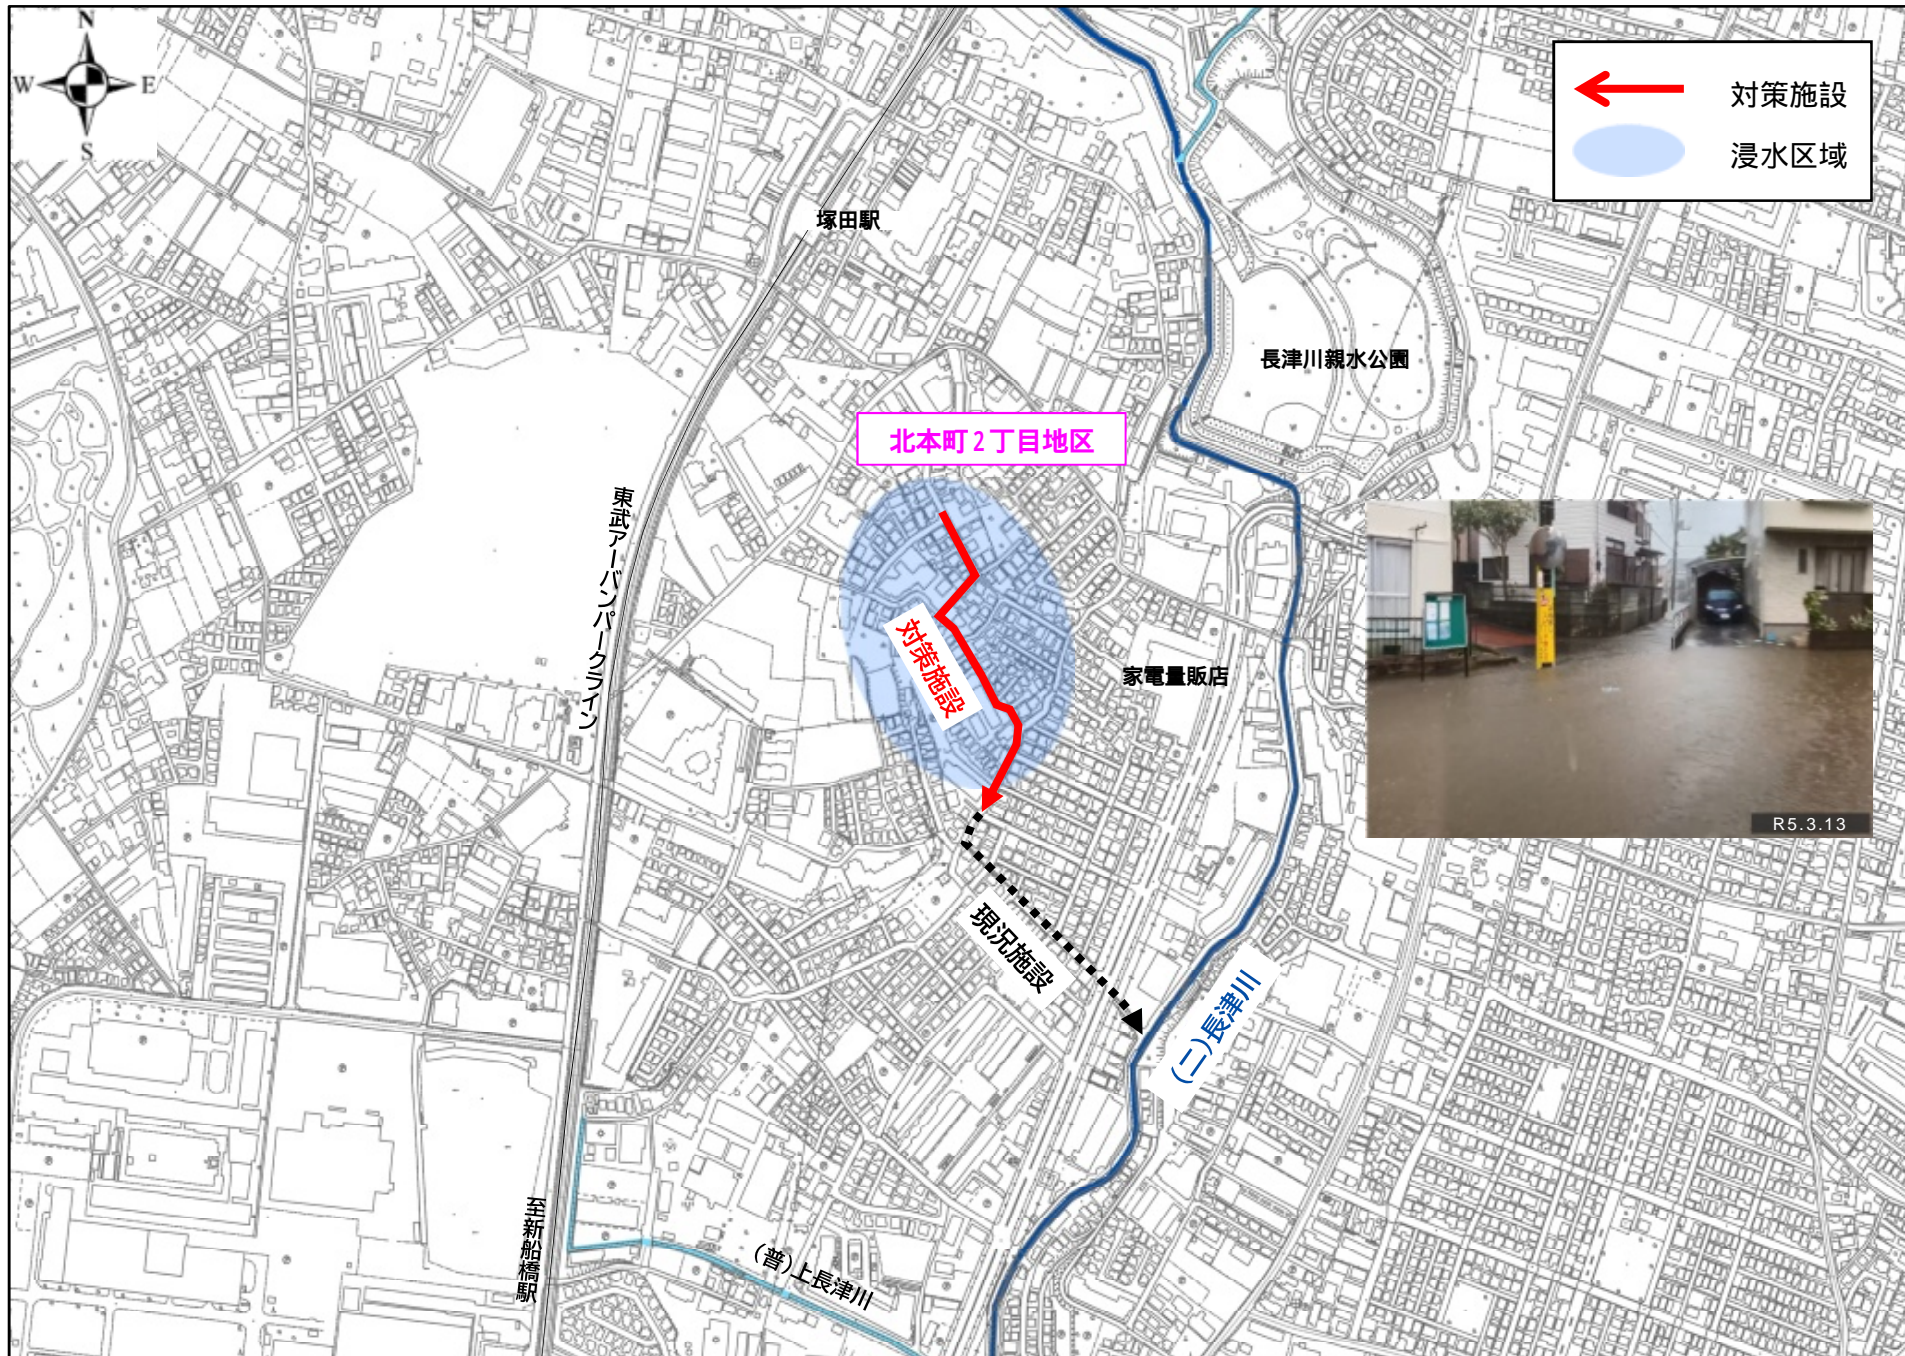 N
W
E
S
対策施設
浸水区域
塚田駅
長津川親水公園
北本町2丁目地区
東武アーバンパークライン
対策施設
家電量販店
R5.3.13
現況施設
(二)長津川
至新船橋駅
(普)上長津川